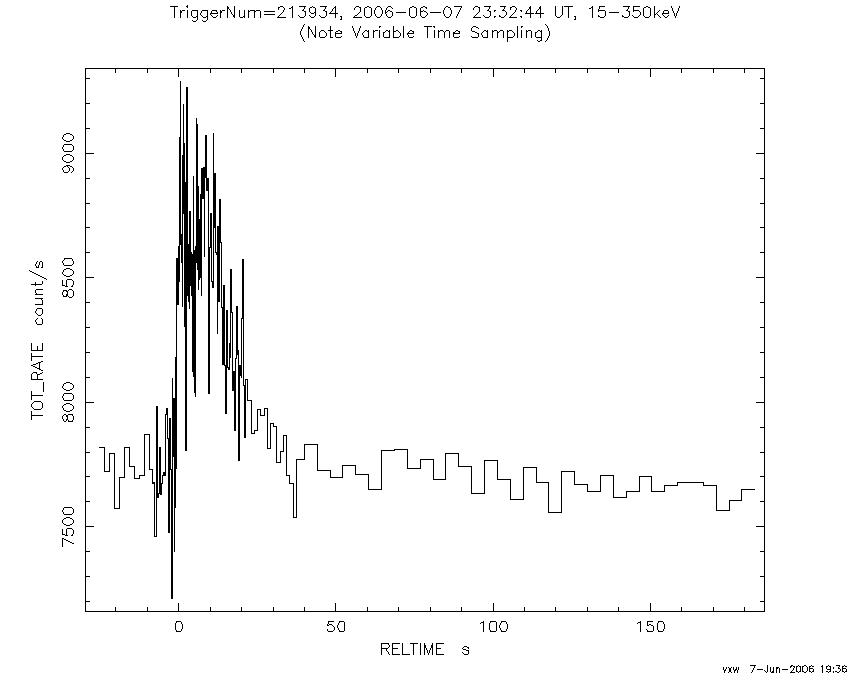 TriggerNum=213934, 2006-06-07 23:32:44 UT, 15-350keV
(Note Variable Time Sampling)
TOT_RATE count/s
9000
8500
8000
7500
0 50 100 150
RELTIME s
vxw 7-Jun-2006 19:36